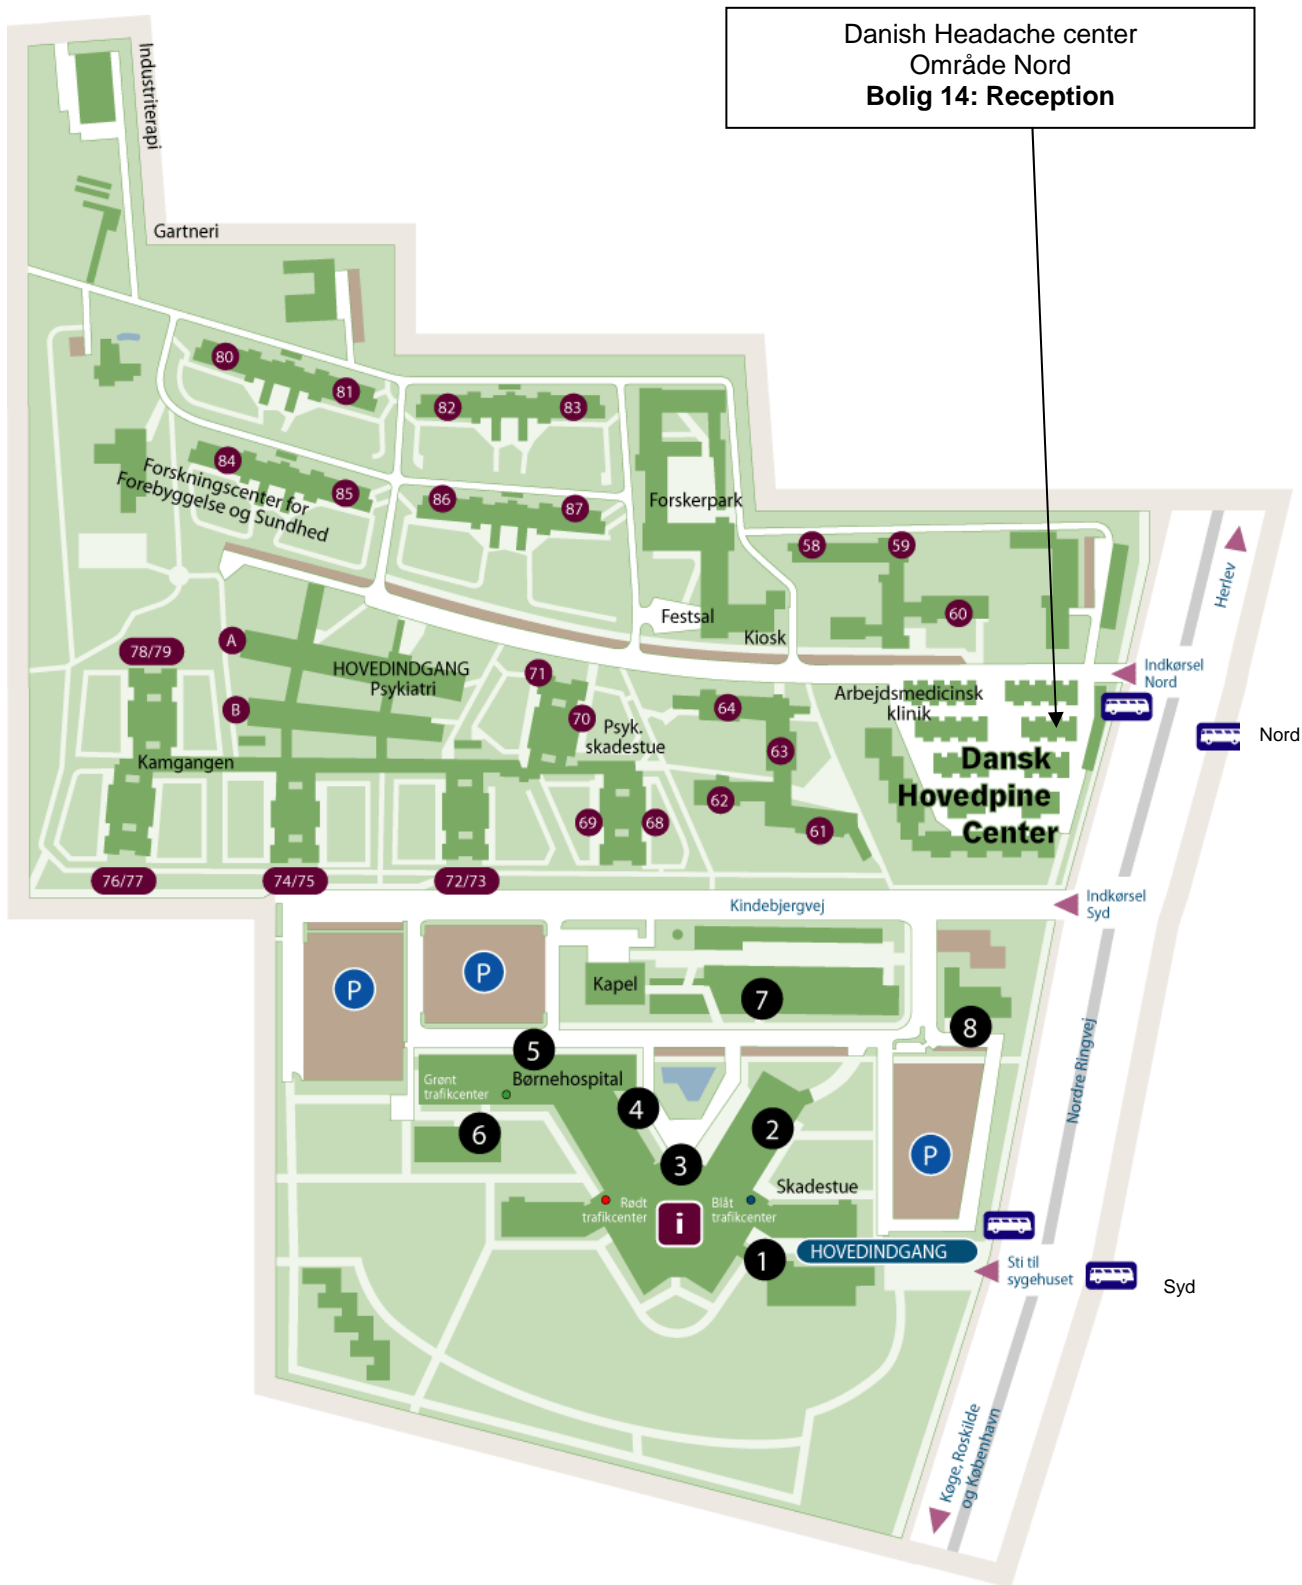 Danish Headache center
Område Nord
Bolig 14: Reception
Industriterapi
Gartneri
80
81
82
83
84
85
86
87
Forskningscenter for
Forebyggelse og Sundhed
Forskerpark
58
59
60
Herlev
Festsal
Kiosk
A
78/79
HOVEDINDGANG
Psykiatri
71
Indkørsel
Nord
B
70
64
Arbejdsmedicinsk
klinik
Psyk.
skadestue
63
Nord
Kamgangen
Dansk
Hovedpine
Center
62
69
68
61
76/77
74/75
72/73
Kindebjergvej
Indkørsel
Syd
P
P
Kapel
7
8
5
Nordre Ringvej
Grønt
trafikcenter
Børnehospital
4
2
6
3
P
Skadestue
Rødt
trafikcenter
i
Blåt
trafikcenter
1
HOVEDINDGANG
Sti til
sygehuset
Syd
Køge, Roskilde
og København